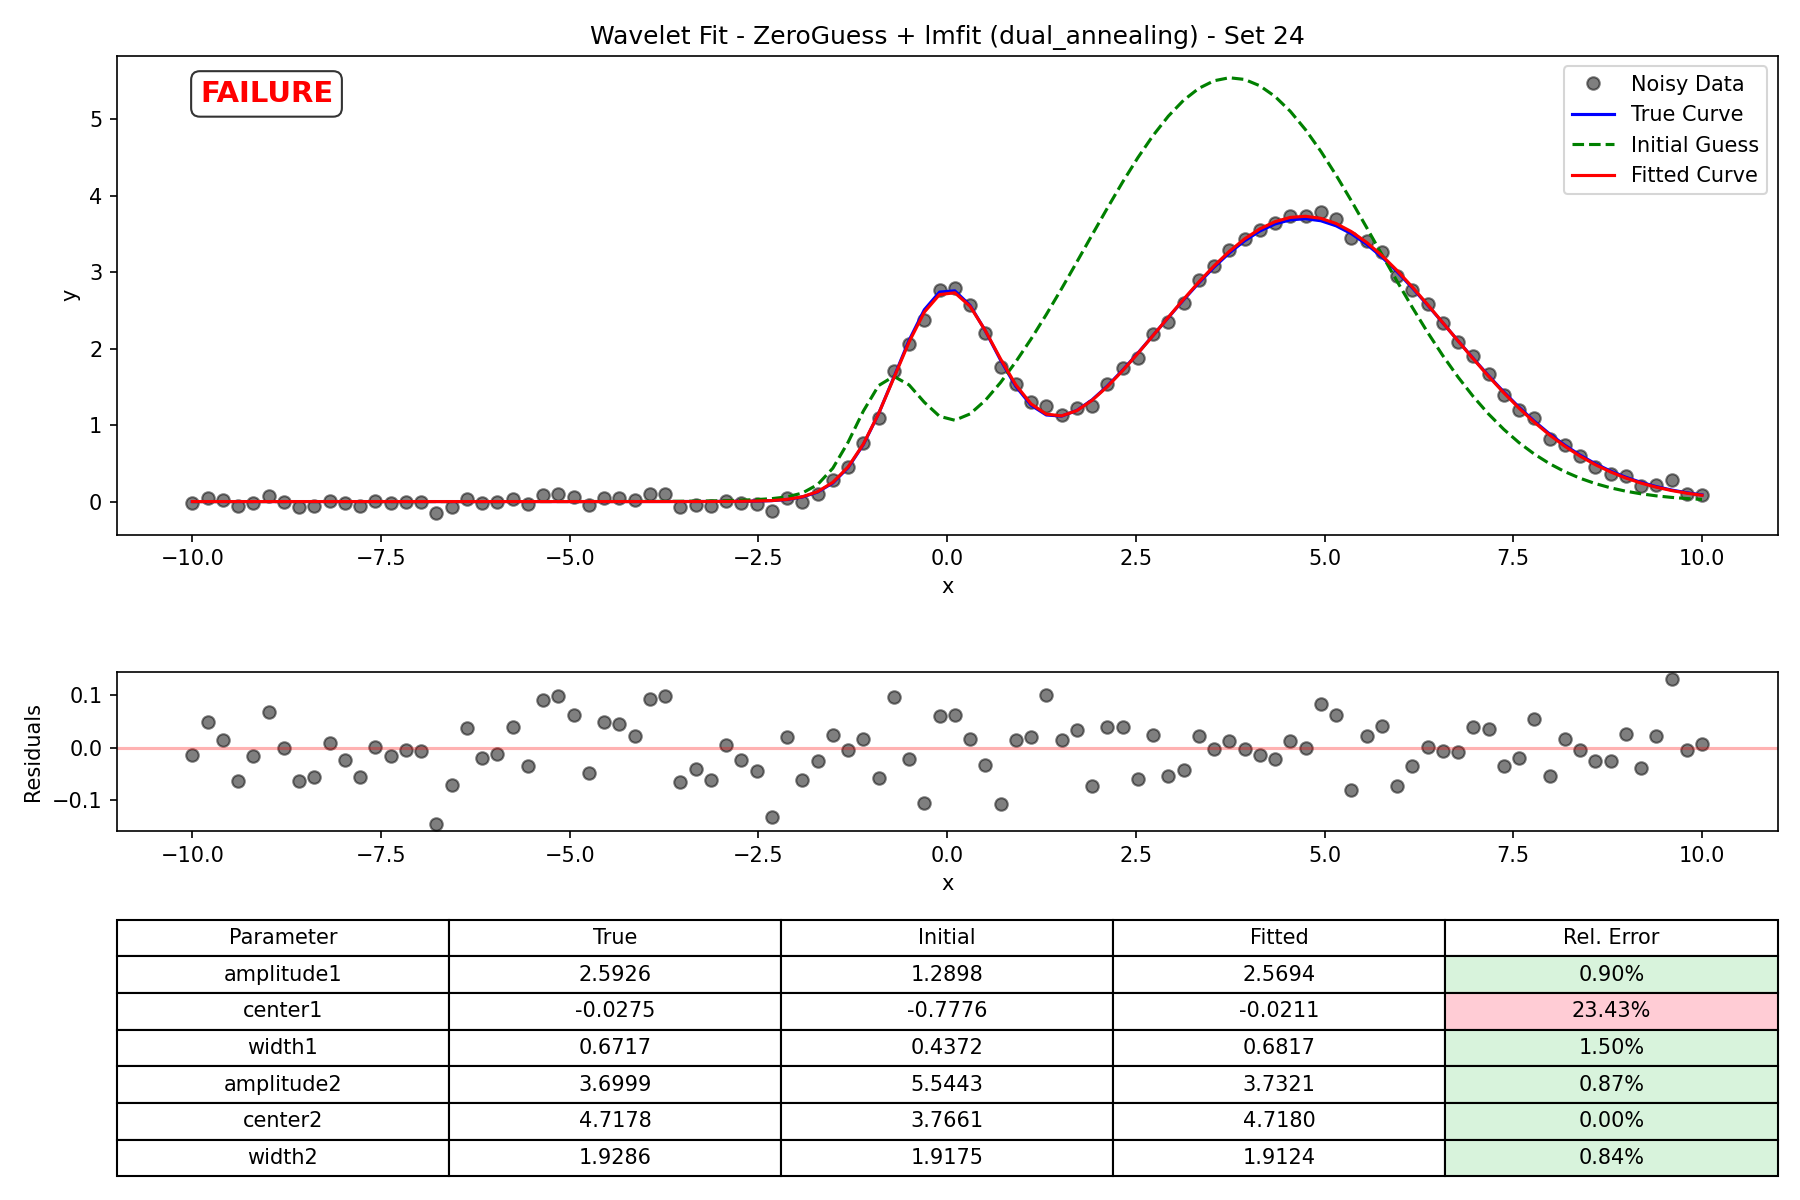 Wavelet Fit - ZeroGuess + lmfit (dual_annealing) - Set 24
FAILURE
Noisy Data
True Curve
Initial Guess
Fitted Curve
y
5
4
3
2
1
0
−10.0 −7.5 −5.0 −2.5 0.0 2.5 5.0 7.5 10.0
x
Residuals
0.1
0.0
−0.1
−10.0 −7.5 −5.0 −2.5 0.0 2.5 5.0 7.5 10.0
x
Parameter True Initial Fitted Rel. Error
amplitude1 2.5926 1.2898 2.5694 0.90%
center1 -0.0275 -0.7776 -0.0211 23.43%
width1 0.6717 0.4372 0.6817 1.50%
amplitude2 3.6999 5.5443 3.7321 0.87%
center2 4.7178 3.7661 4.7180 0.00%
width2 1.9286 1.9175 1.9124 0.84%